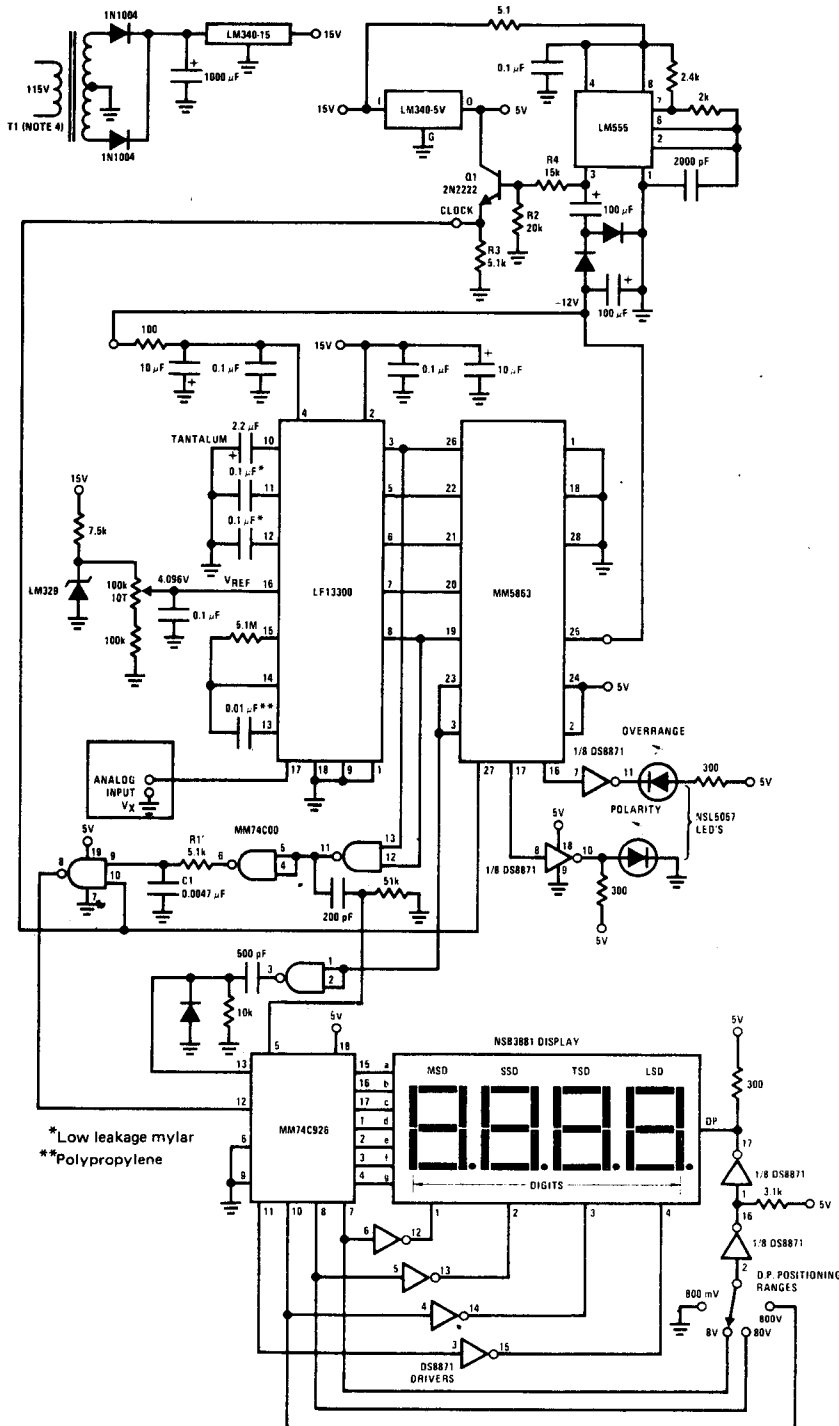 1N1004
LM340-15
15V
1000 µF
115V
T1 (NOTE 4)
1N1004
5.1
0.1 µF
4
8
2.4k
7
2k
LM555
6
2
3
1
2000 pF
15V
I
LM340-5V
O
5V
G
Q1
2N2222
R4
15k
CLOCK
R2
20k
R3
5.1k
100 µF
-12V
100 µF
100
10 µF
0.1 µF
15V
0.1 µF
10 µF
4
2
2.2 µF
TANTALUM
10
3
26
1
0.1 µF*
11
5
22
18
0.1 µF*
12
6
21
28
15V
7.5k
LM329
100k
10T
4.096V
VREF
16
LF13300
7
20
MM5863
0.1 µF
100k
5.1M
15
8
19
25
14
23
24
5V
0.01 µF**
13
3
2
17
18
9
1
27
17
16
ANALOG
INPUT
VX
1/8 DS8871
OVERRANGE
7
11
300
5V
POLARITY
NSL5067
LED'S
5V
8
18
10
9
1/8 DS8871
300
5V
MM74C00
5V
R1'
5.1k
8
19
9
10
7
6
5
4
11
13
12
C1
0.0047 µF
200 pF
51k
500 pF
3
1
2
10k
5V
5
18
NSB3881 DISPLAY
5V
13
15
a
MSD
SSD
TSD
LSD
300
16
b
12
17
c
DP
*Low leakage mylar
**Polypropylene
MM74C926
1
d
2
e
6
3
f
17
9
4
g
DIGITS
1/8 DS8871
11
10
8
7
1
2
3
4
1
3.1k
5V
16
6
12
1/8 DS8871
5
13
2
D.P. POSITIONING
RANGES
4
14
800 mV
800V
3
15
8V
80V
DS8871
DRIVERS